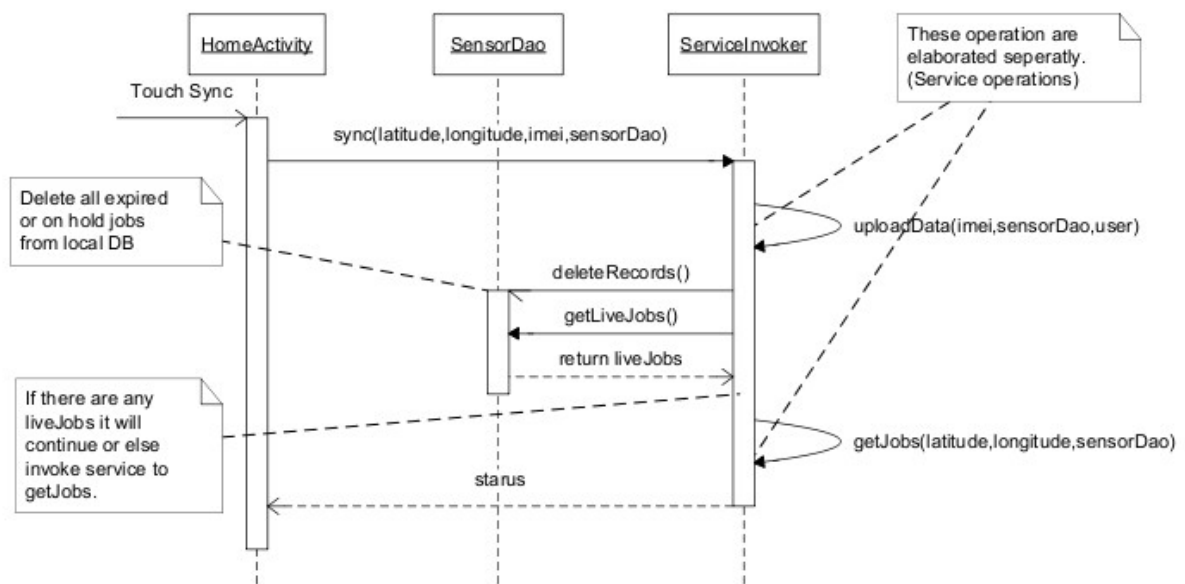 HomeActivity
SensorDao
ServiceInvoker
These operation are
elaborated seperatly.
(Service operations)
Touch Sync
sync(latitude,longitude,imei,sensorDao)
Delete all expired
or on hold jobs
from local DB
uploadData(imei,sensorDao,user)
deleteRecords()
getLiveJobs()
return liveJobs
If there are any
liveJobs it will
continue or else
invoke service to
getJobs.
getJobs(latitude,longitude,sensorDao)
starus